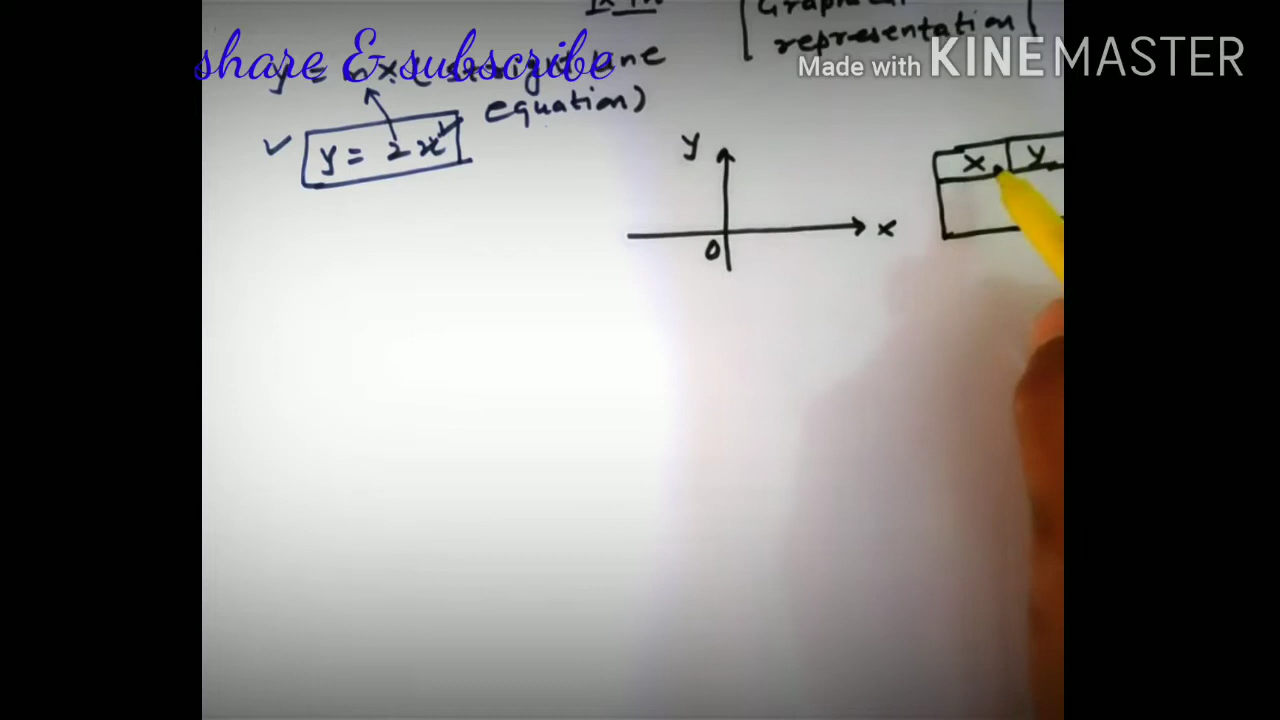 representation
share & subscribe
Made with KINEMASTER
equation)
y = 2x
y
x
0
x y